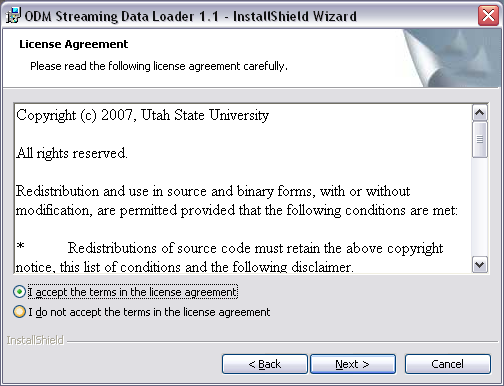 ODM Streaming Data Loader 1.1 - InstallShield Wizard
License Agreement
Please read the following license agreement carefully.
Copyright (c) 2007, Utah State University
All rights reserved.
Redistribution and use in source and binary forms, with or without
modification, are permitted provided that the following conditions are met:
* Redistributions of source code must retain the above copyright
notice, this list of conditions and the following disclaimer.
I accept the terms in the license agreement
I do not accept the terms in the license agreement
InstallShield
< Back Next > Cancel